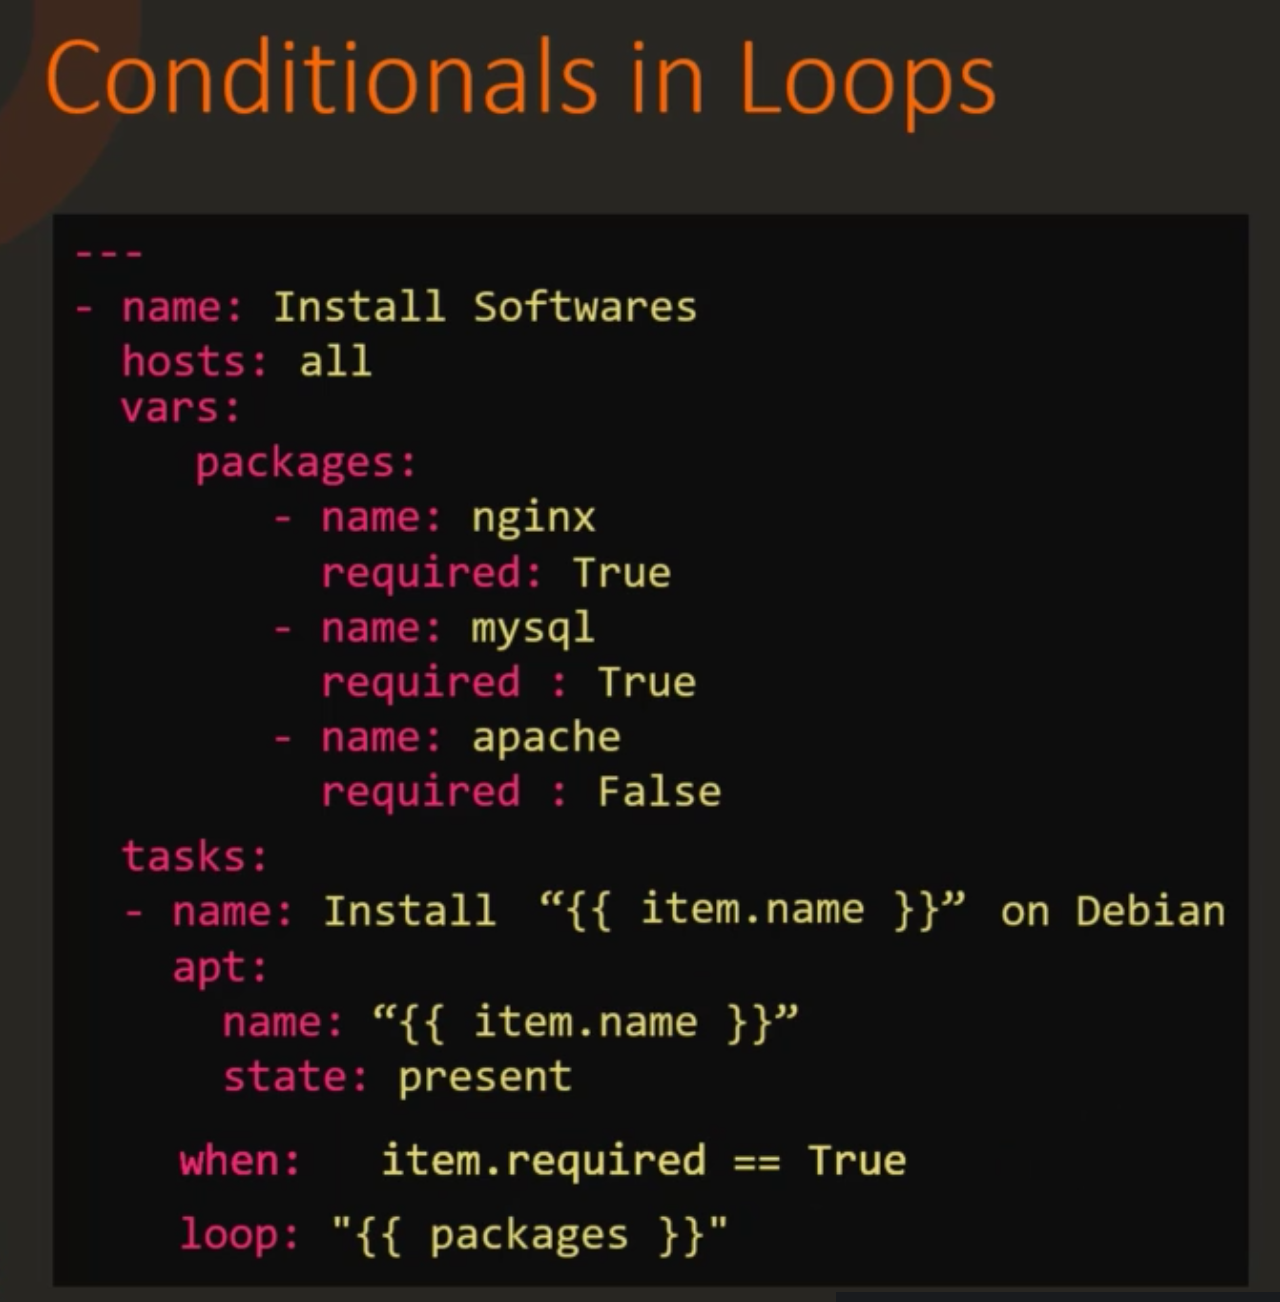 Conditionals in Loops
---
- name: Install Softwares
  hosts: all
  vars:
     packages:
        - name: nginx
          required: True
        - name: mysql
          required : True
        - name: apache
          required : False
  tasks:
  - name: Install “{{ item.name }}” on Debian
    apt:
      name: “{{ item.name }}”
      state: present
    when:   item.required == True
    loop: "{{ packages }}"